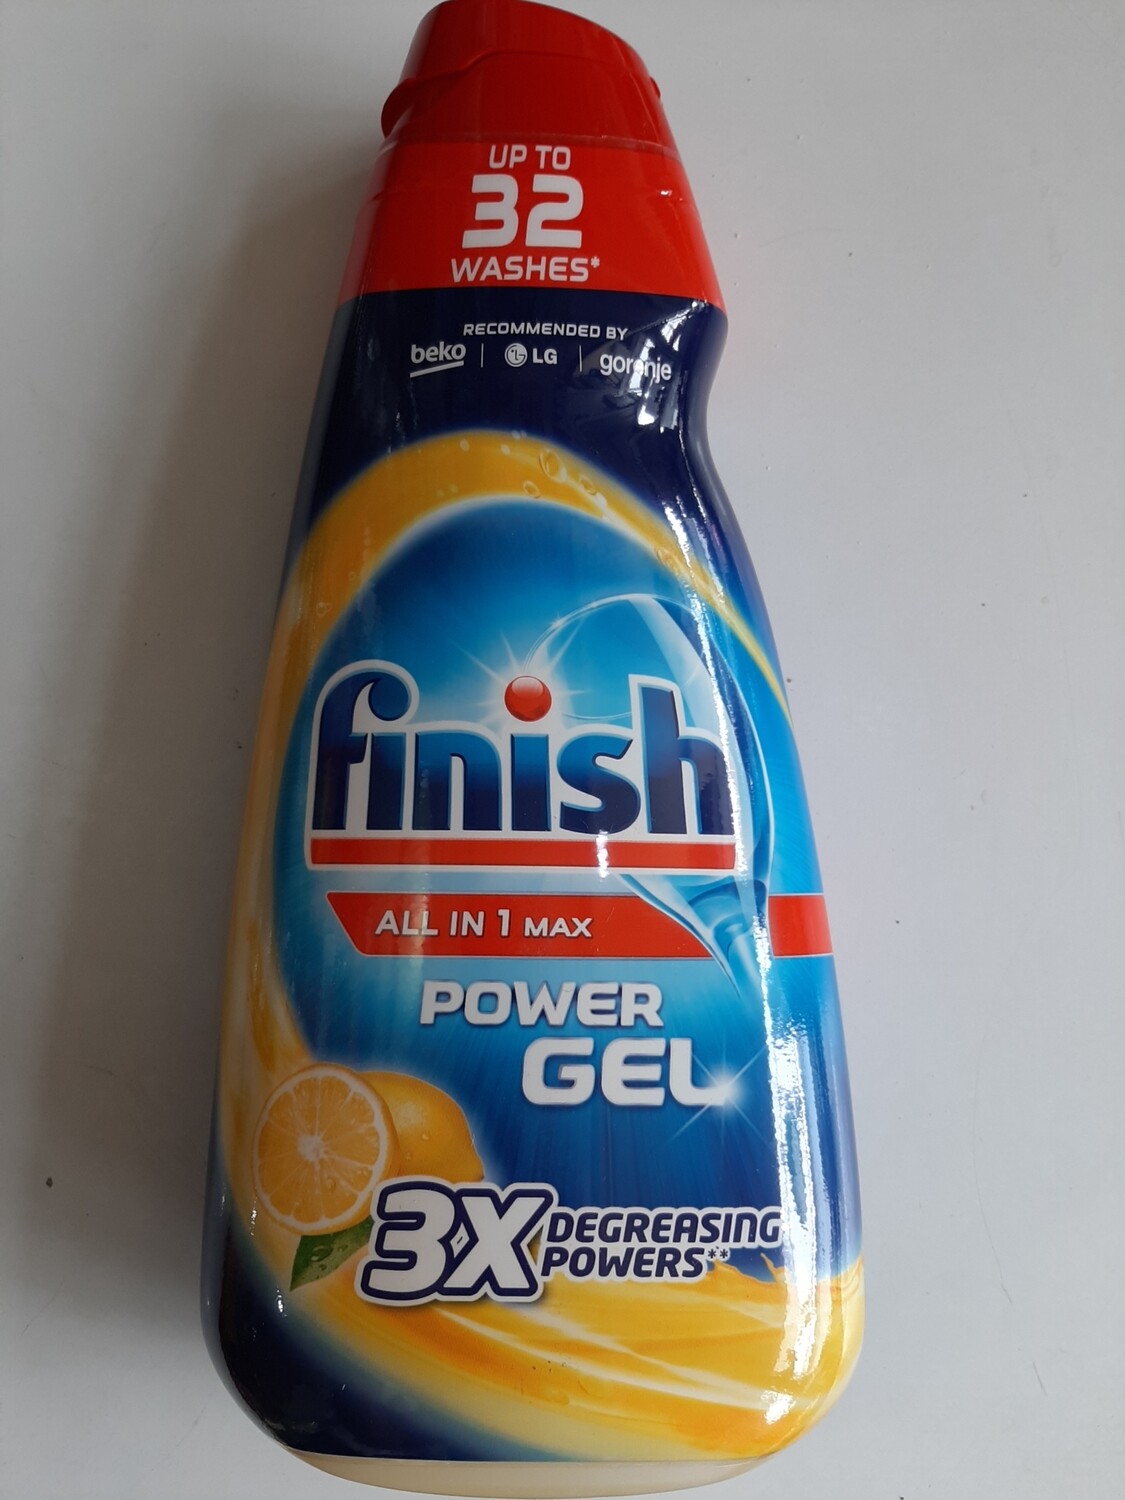 UP TO
32
WASHES*
RECOMMENDED BY
beko | LG | gorenje
finish
ALL IN 1 MAX
POWER
GEL
3X DEGREASING
POWERS**